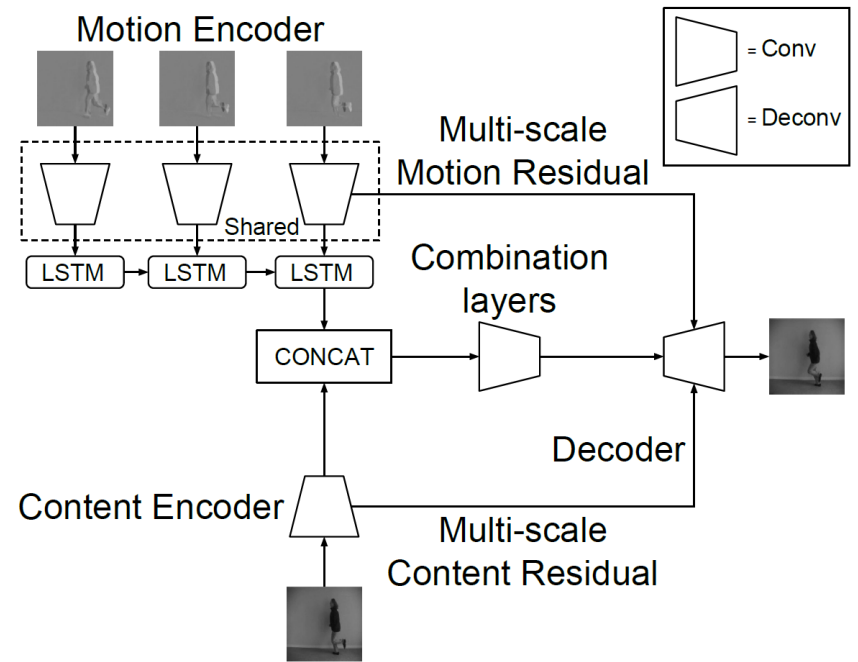 Motion Encoder
= Conv
= Deconv
Multi-scale
Motion Residual
Shared
LSTM
LSTM
LSTM
Combination
layers
CONCAT
Decoder
Content Encoder
Multi-scale
Content Residual